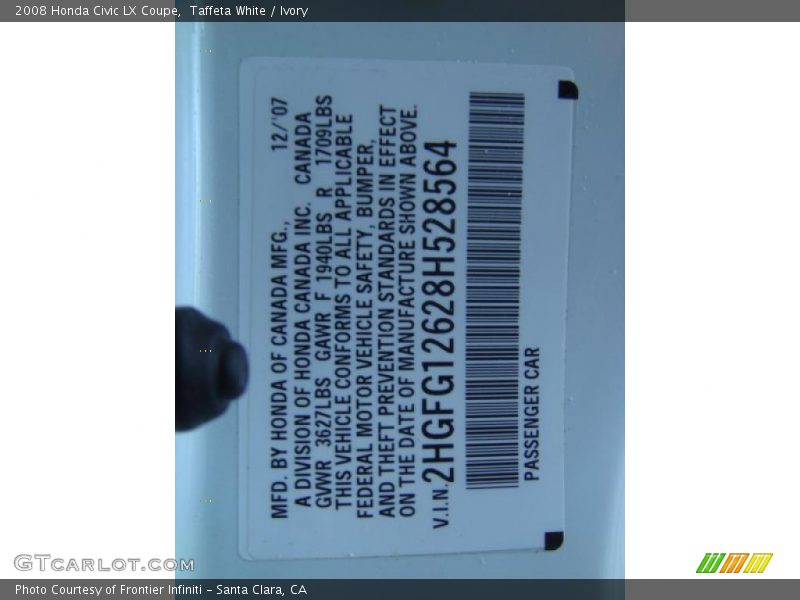 2008 Honda Civic LX Coupe,  Taffeta White / Ivory
MFD. BY HONDA OF CANADA MFG., 12/'07
A DIVISION OF HONDA CANADA INC. CANADA
GVWR 3627LBS GAWR F 1940LBS R 1709LBS
THIS VEHICLE CONFORMS TO ALL APPLICABLE
FEDERAL MOTOR VEHICLE SAFETY, BUMPER,
AND THEFT PREVENTION STANDARDS IN EFFECT
ON THE DATE OF MANUFACTURE SHOWN ABOVE.
V.I.N. 2HGFG12628H528564
PASSENGER CAR
GTcarlot.com
Photo Courtesy of Frontier Infiniti – Santa Clara, CA